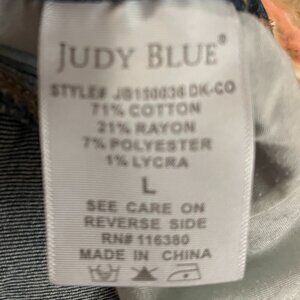 JUDY BLUE®
STYLE# JB150036 DK-CO
71% COTTON
21% RAYON
7% POLYESTER
1% LYCRA
L
SEE CARE ON
REVERSE SIDE
RN# 116380
MADE IN CHINA